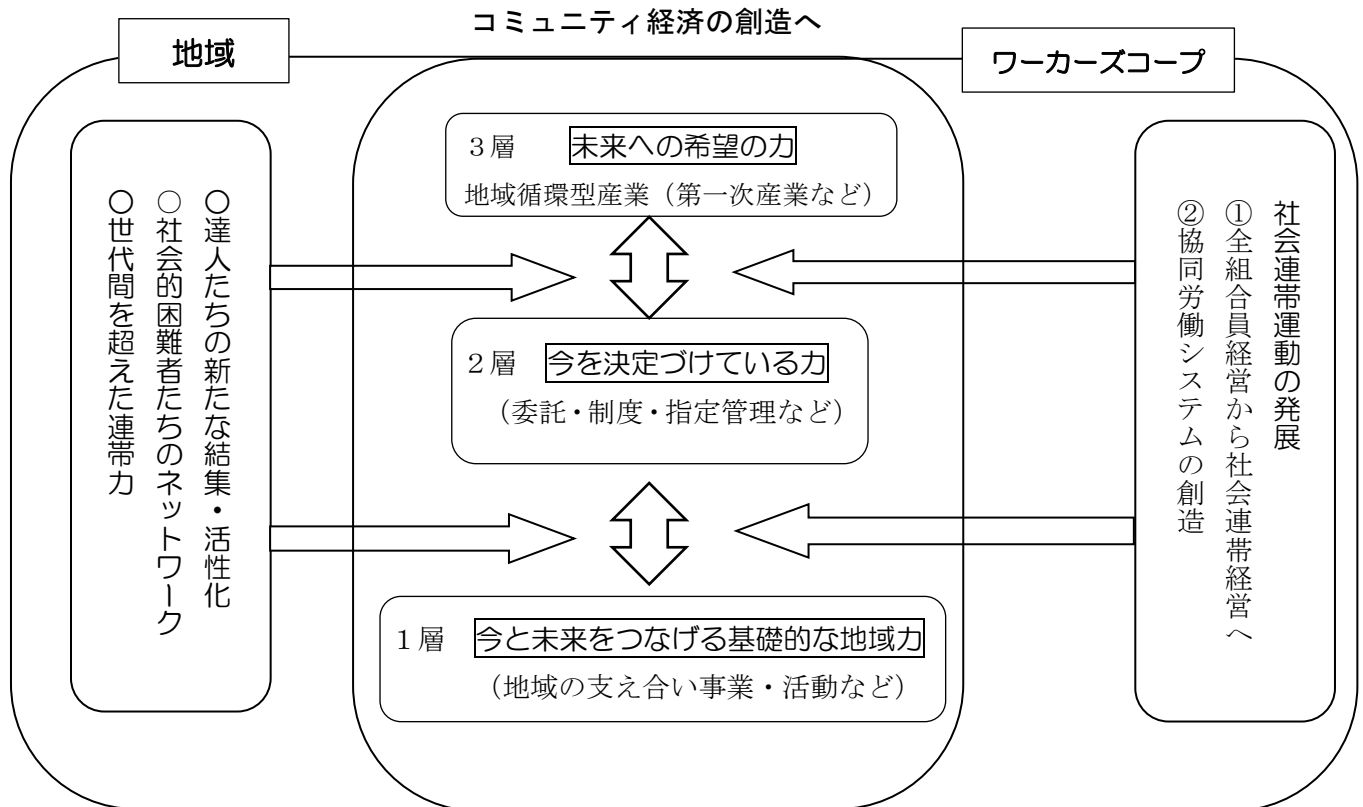 コミュニティ経済の創造へ
地域
ワーカーズコープ
○達人たちの新たな結集・活性化
○社会的困難者たちのネットワーク
○世代間を超えた連帯力
3層 未来への希望の力
地域循環型産業（第一次産業など）
2層 今を決定づけている力
（委託・制度・指定管理など）
1層 今と未来をつなげる基礎的な地域力
（地域の支え合い事業・活動など）
社会連帯運動の発展
①全組合員経営から社会連帯経営へ
②協同労働システムの創造